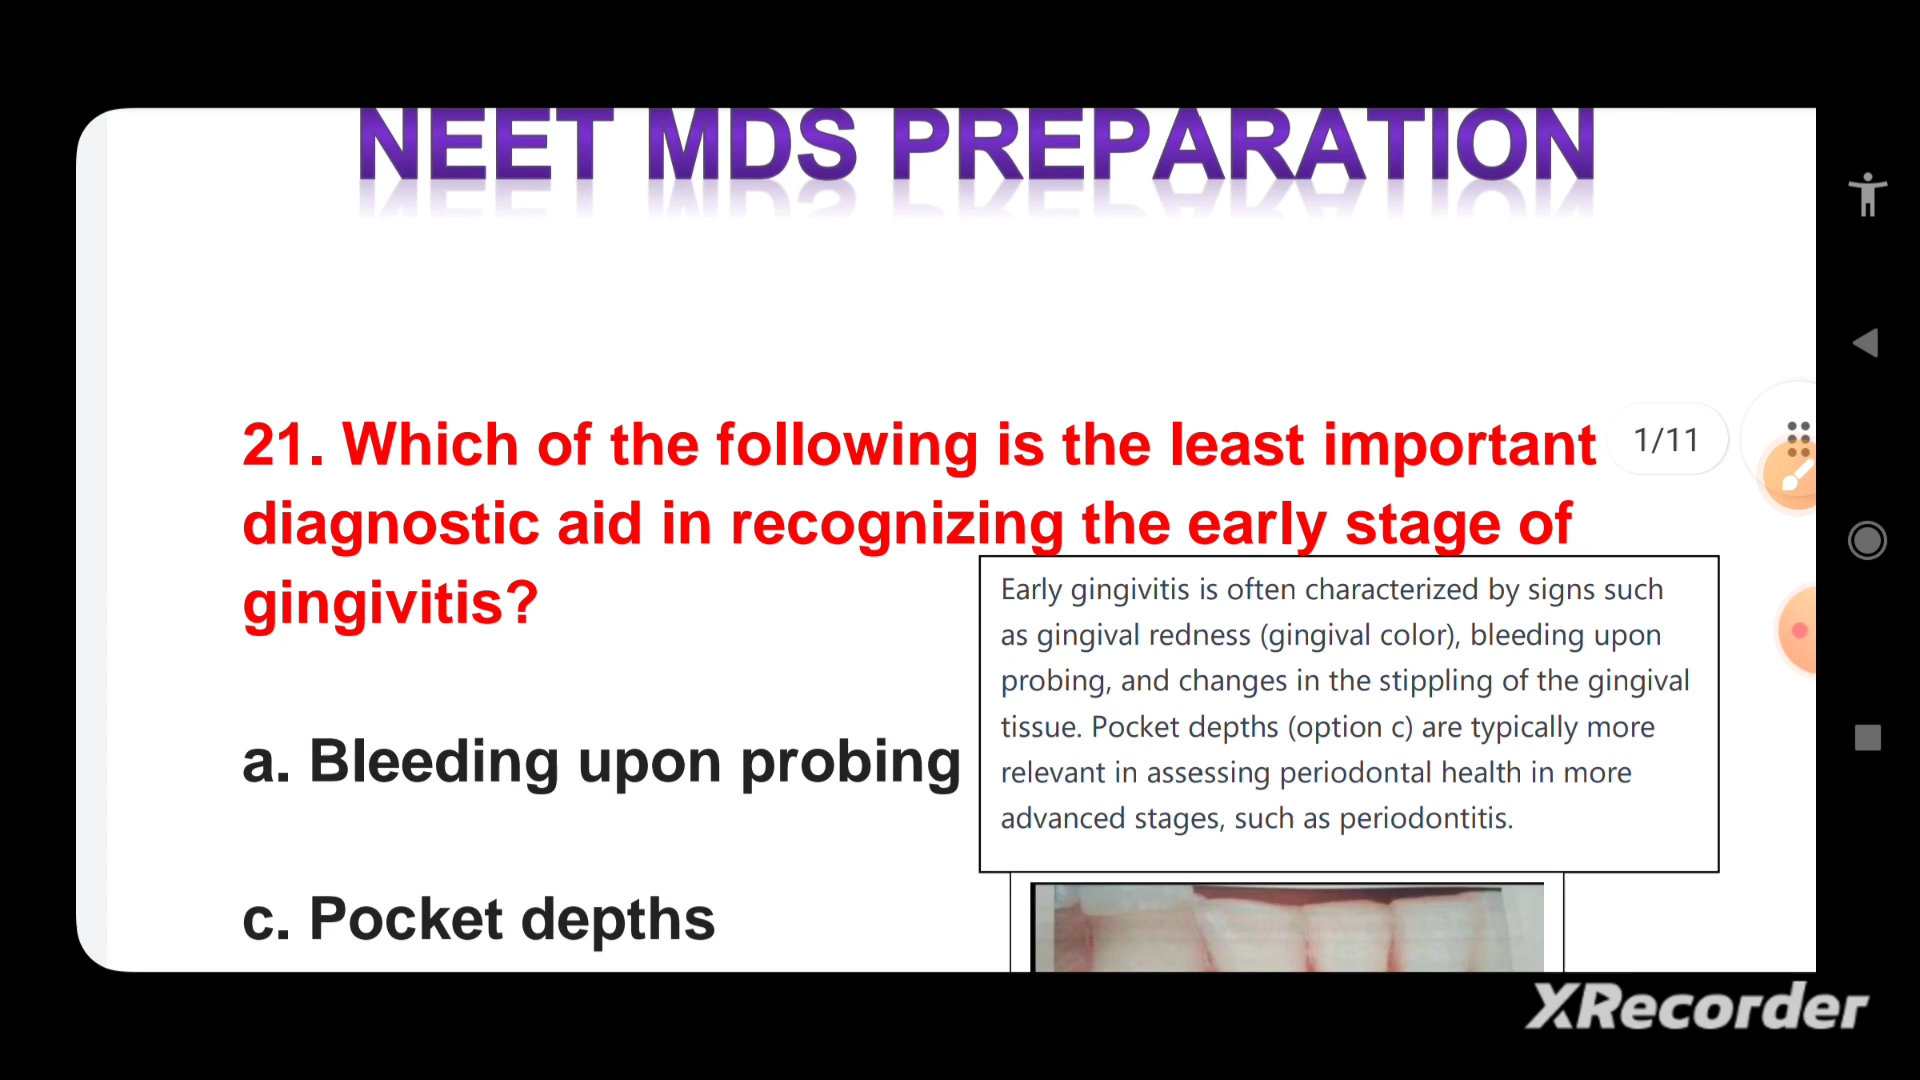 NEET MDS PREPARATION
21. Which of the following is the least important
1/11
diagnostic aid in recognizing the early stage of
gingivitis?
Early gingivitis is often characterized by signs such
as gingival redness (gingival color), bleeding upon
probing, and changes in the stippling of the gingival
tissue. Pocket depths (option c) are typically more
relevant in assessing periodontal health in more
advanced stages, such as periodontitis.
a. Bleeding upon probing
c. Pocket depths
XRecorder